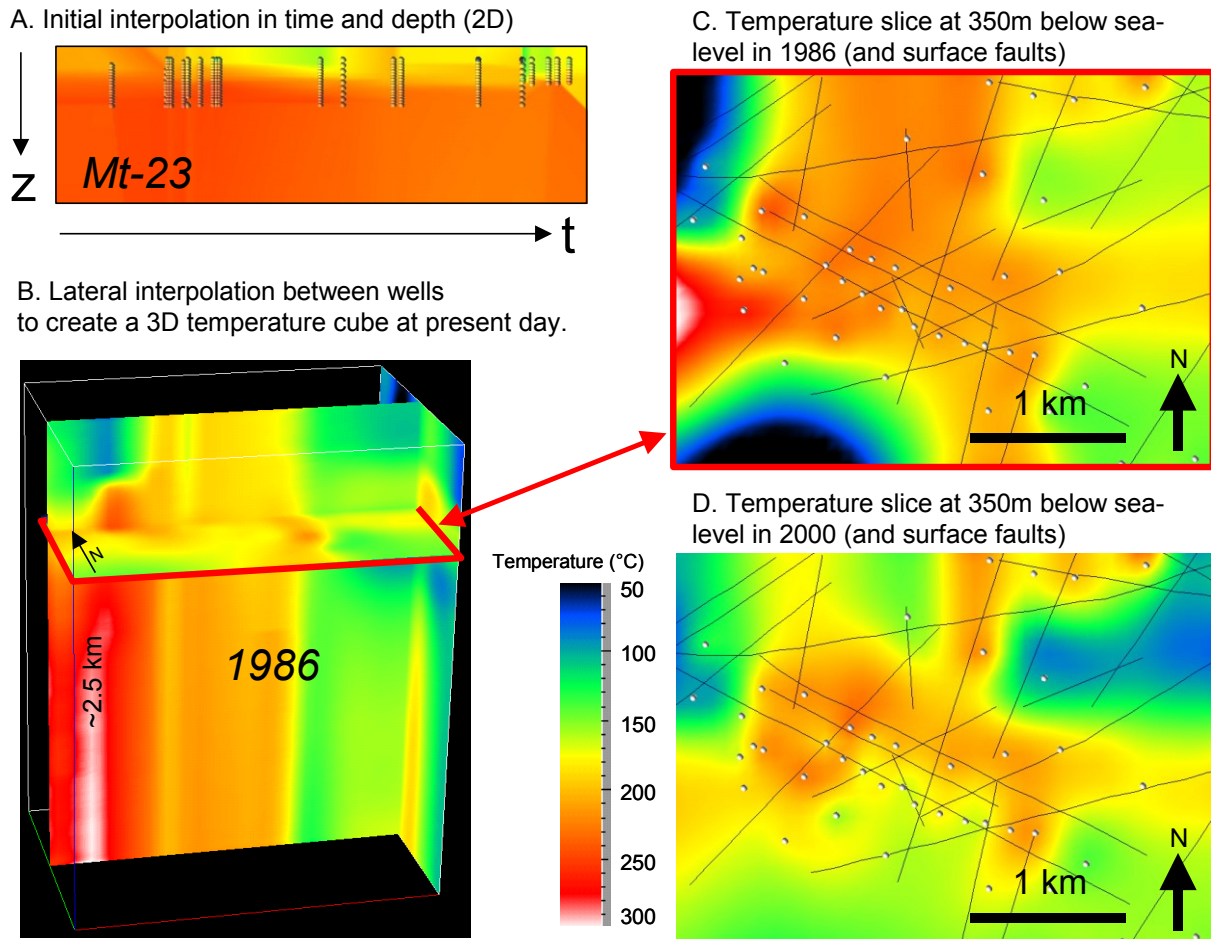 A. Initial interpolation in time and depth (2D)
z
Mt-23
t
B. Lateral interpolation between wells
to create a 3D temperature cube at present day.
N
~2.5 km
1986
Temperature (°C)
50
100
150
200
250
300
C. Temperature slice at 350m below sea-
level in 1986 (and surface faults)
N
1 km
D. Temperature slice at 350m below sea-
level in 2000 (and surface faults)
N
1 km